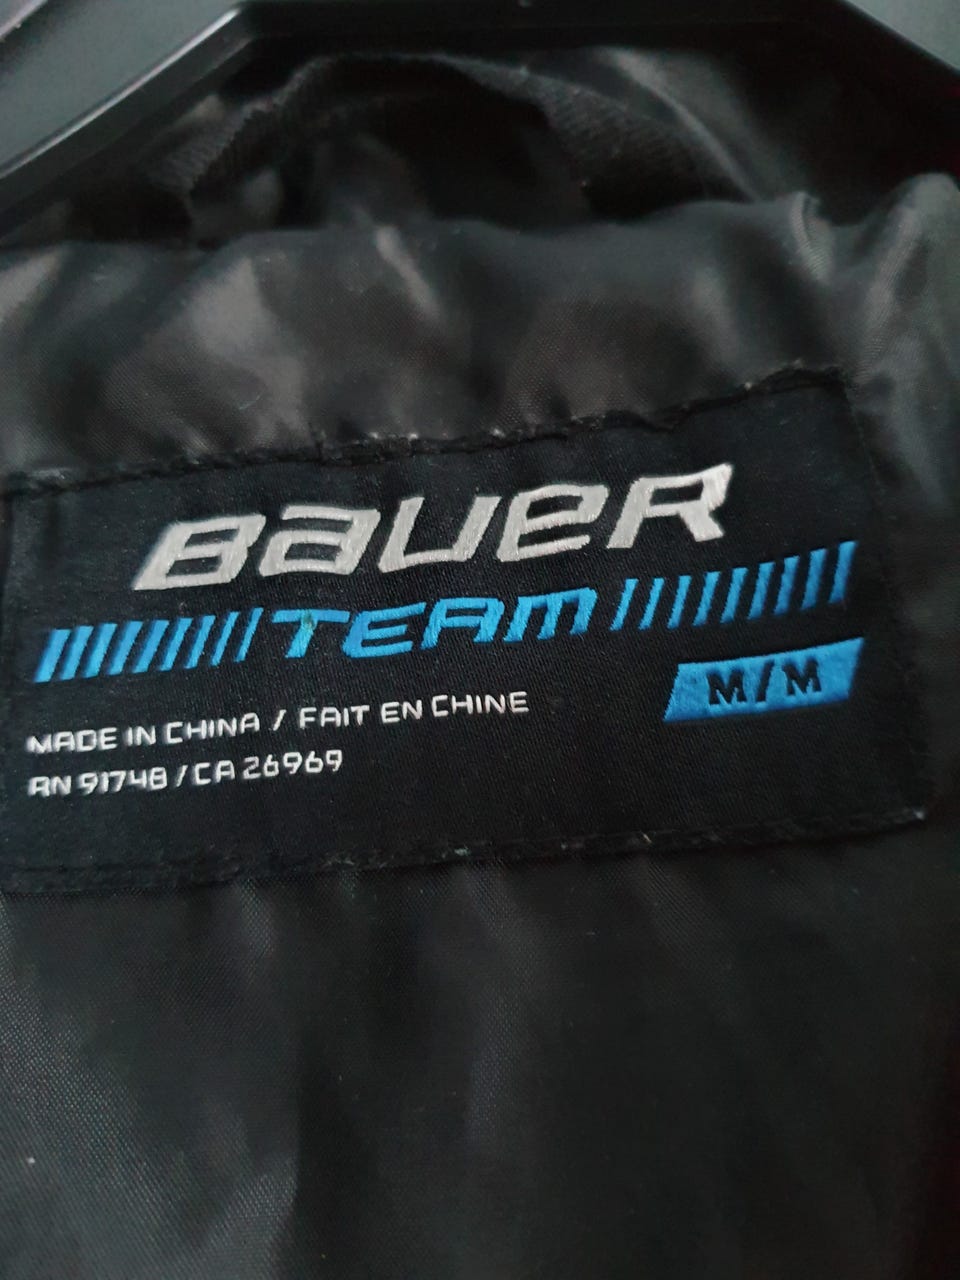 BAUER
TEAM
M/M
MADE IN CHINA / FAIT EN CHINE
RN 91748 / CA 26969